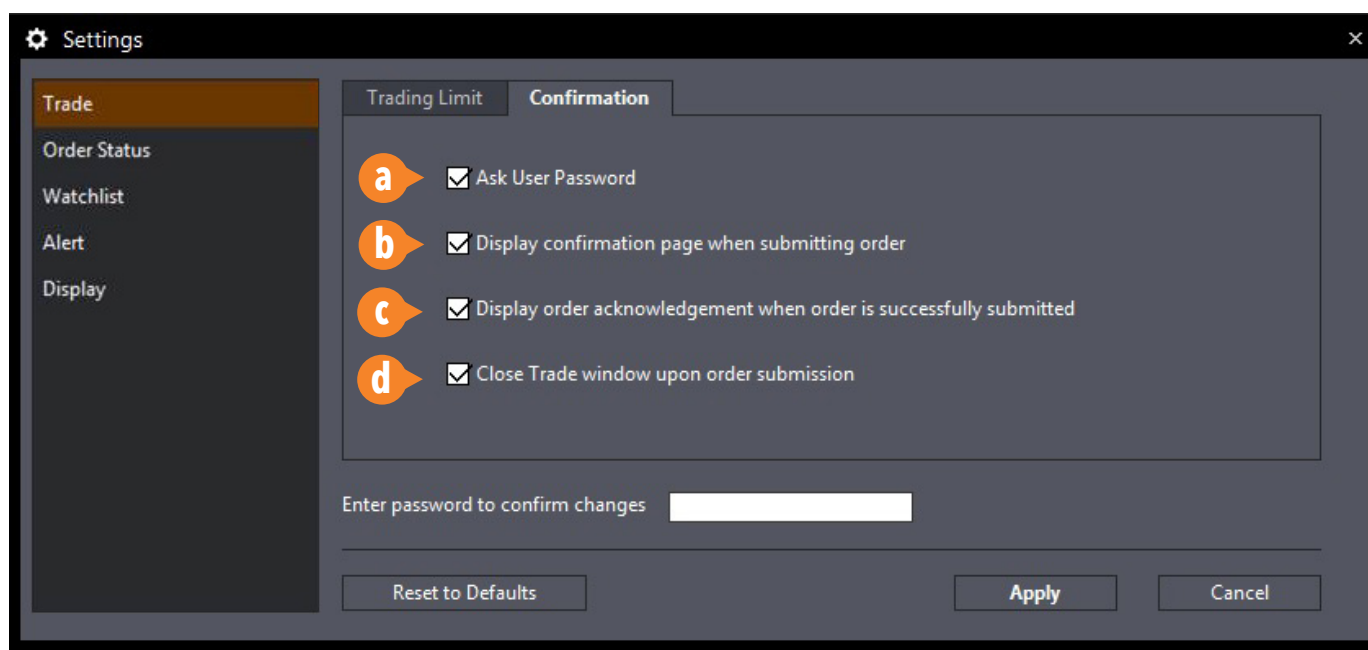 Settings
Trade
Order Status
Watchlist
Alert
Display
Trading Limit Confirmation
a Ask User Password
b Display confirmation page when submitting order
c Display order acknowledgement when order is successfully submitted
d Close Trade window upon order submission
Enter password to confirm changes
Reset to Defaults Apply Cancel